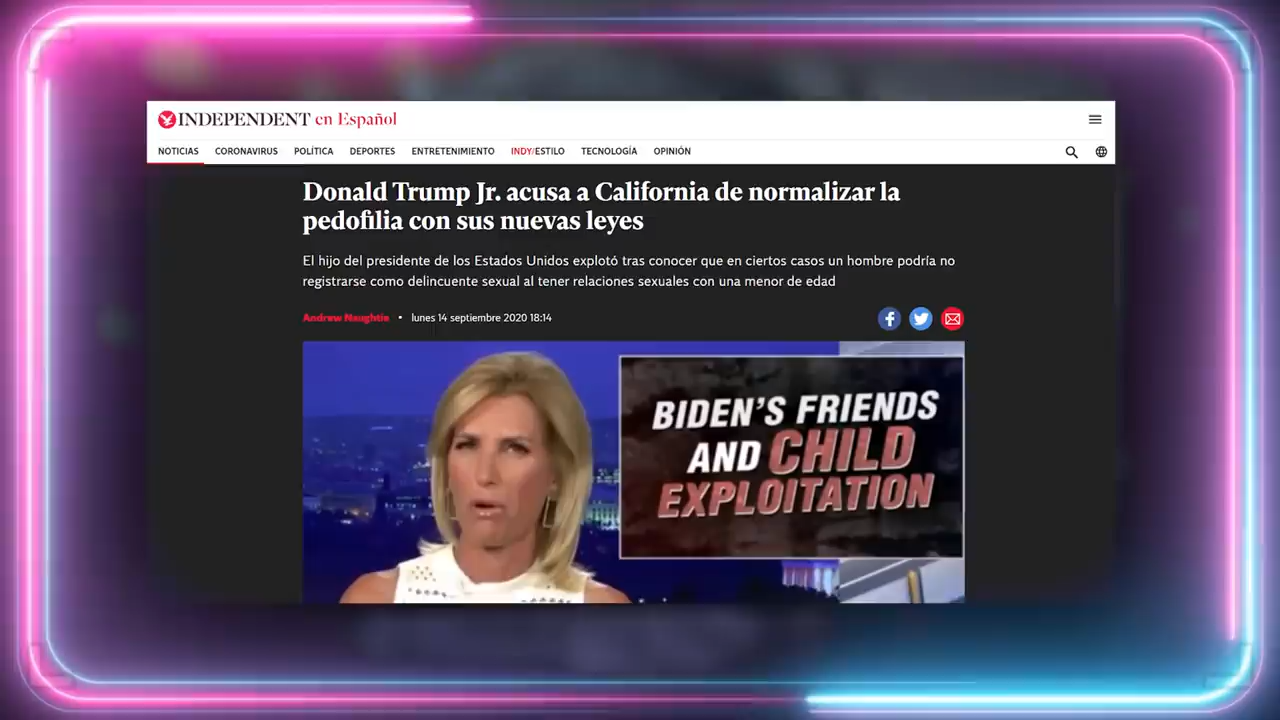 INDEPENDENT en Español
NOTICIAS CORONAVIRUS POLÍTICA DEPORTES ENTRETENIMIENTO INDY/ESTILO TECNOLOGÍA OPINIÓN
Donald Trump Jr. acusa a California de normalizar la
pedofilia con sus nuevas leyes
El hijo del presidente de los Estados Unidos explotó tras conocer que en ciertos casos un hombre podría no
registrarse como delincuente sexual al tener relaciones sexuales con una menor de edad
Andrew Naughtie • lunes 14 septiembre 2020 18:14
BIDEN'S FRIENDS
AND CHILD
EXPLOITATION